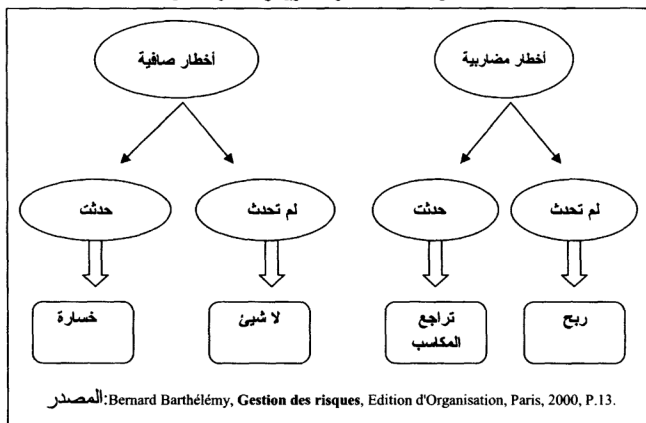 أخطار مضاربية
أخطار صافية
لم تحدث
حدثت
لم تحدث
حدثت
ربح
تراجع
المكاسب
لا شيئ
خسارة
المصدر:Bernard Barthélémy, Gestion des risques, Edition d'Organisation, Paris, 2000, P.13.